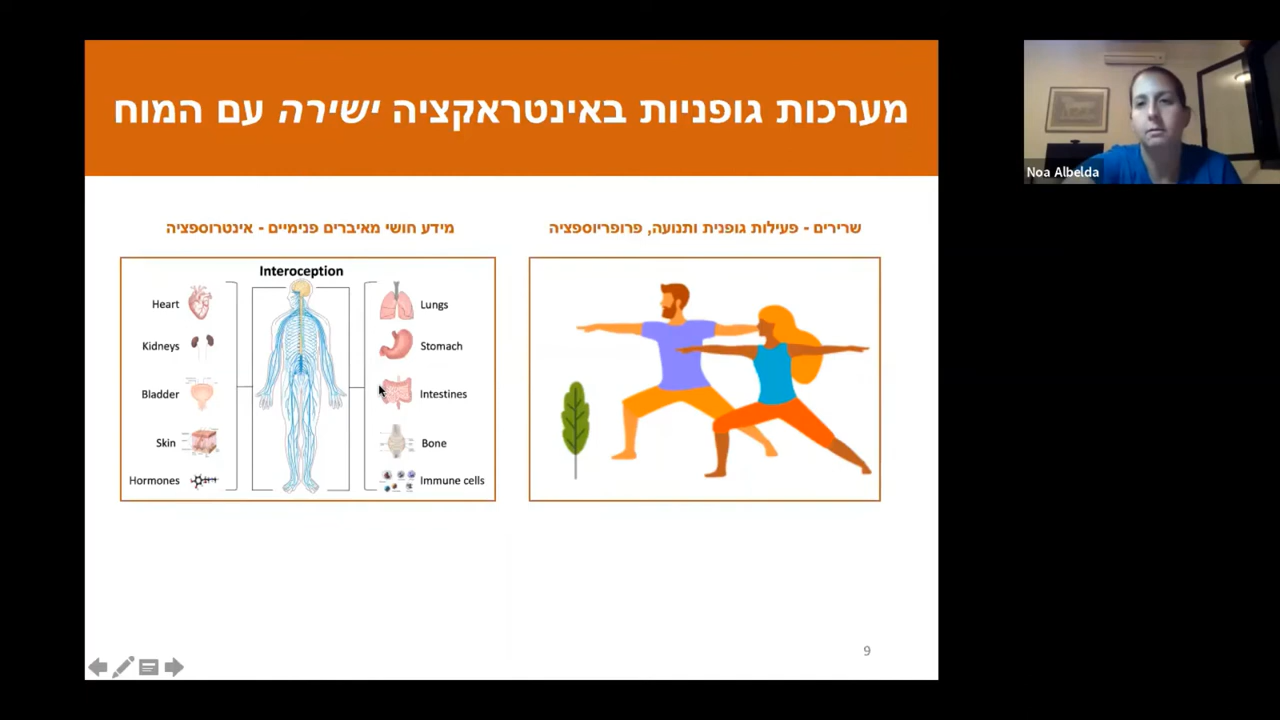 מערכות גופניות באינטראקציה ישירה עם המוח
שרירים - פעילות גופנית ותנועה, פרופריוספציה
מידע חושי מאיברים פנימיים - אינטרוספציה
Interoception
Heart
Kidneys
Bladder
Skin
Hormones
Lungs
Stomach
Intestines
Bone
Immune cells
9
Noa Albelda